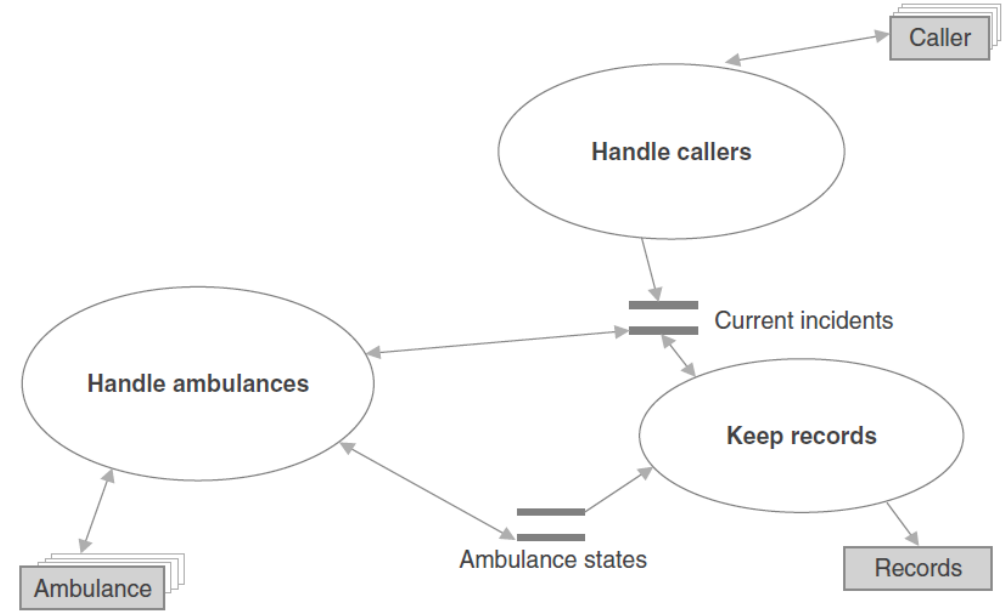 Caller
Handle callers
Current incidents
Handle ambulances
Keep records
Ambulance states
Records
Ambulance